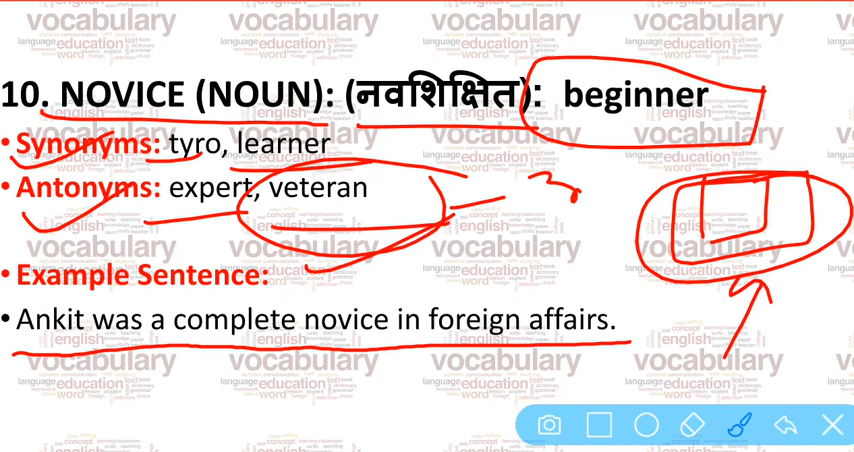 10. NOVICE (NOUN): (नवशिक्षित): beginner
• Synonyms: tyro, learner
• Antonyms: expert, veteran
• Example Sentence:
• Ankit was a complete novice in foreign affairs.